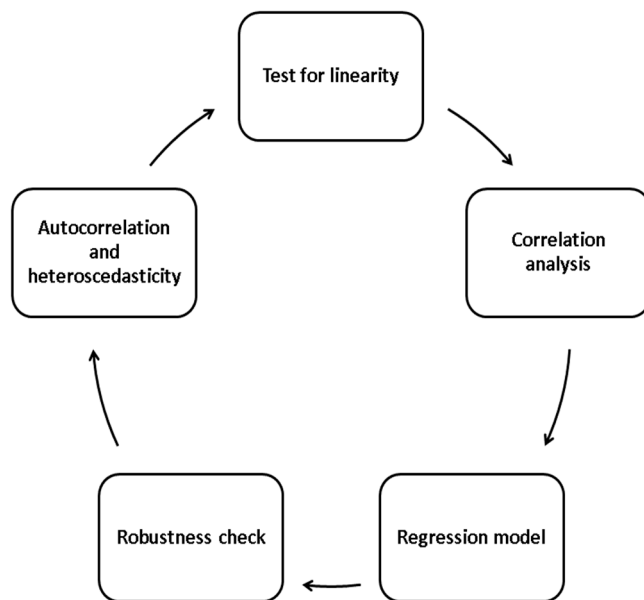 Test for linearity
Correlation
analysis
Regression model
Robustness check
Autocorrelation
and
heteroscedasticity